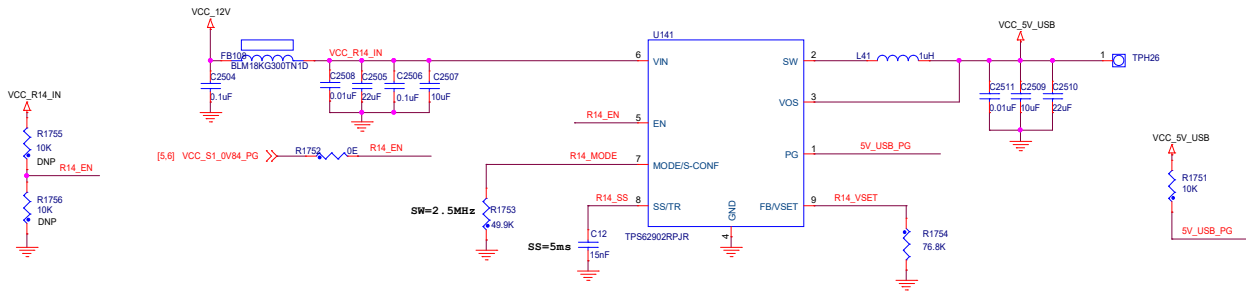 VCC_12V
FB108
BLM18KG300TN1D
VCC_R14_IN
C2504
0.1uF
C2508
0.01uF
C2505
22uF
C2506
0.1uF
C2507
10uF
VCC_R14_IN
R1755
10K
DNP
R14_EN
R1756
10K
DNP
[5,6] VCC_S1_0V84_PG
R1752
0E
R14_EN
R14_EN
R14_MODE
SW=2.5MHz
R1753
49.9K
R14_SS
SS=5ms
C12
15nF
U141
6
VIN
5
EN
7
MODE/S-CONF
8
SS/TR
SW
2
VOS
3
PG
1
FB/VSET
9
GND
4
TPS62902RPJR
L41
1uH
VCC_5V_USB
1
TPH26
C2511
0.01uF
C2509
10uF
C2510
22uF
5V_USB_PG
R14_VSET
R1754
76.8K
VCC_5V_USB
R1751
10K
5V_USB_PG